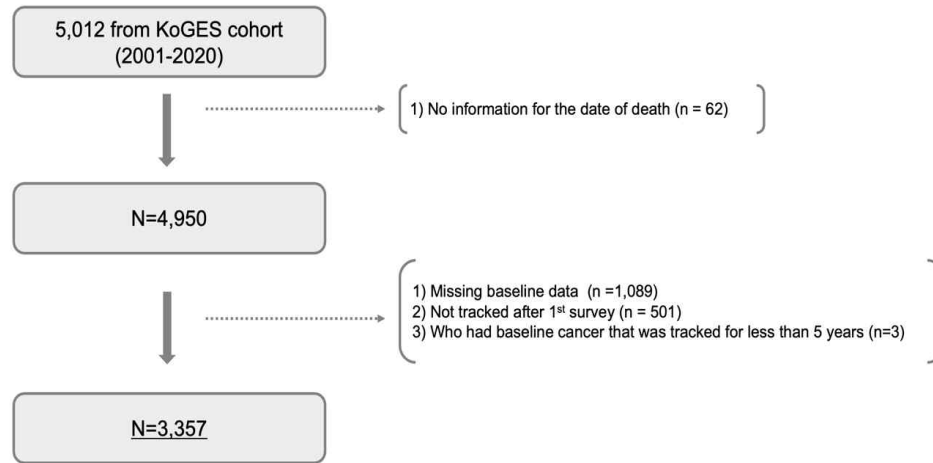 5,012 from KoGES cohort
(2001-2020)
1) No information for the date of death (n = 62)
N=4,950
1) Missing baseline data  (n =1,089)
2) Not tracked after 1st survey (n = 501)
3) Who had baseline cancer that was tracked for less than 5 years (n=3)
N=3,357